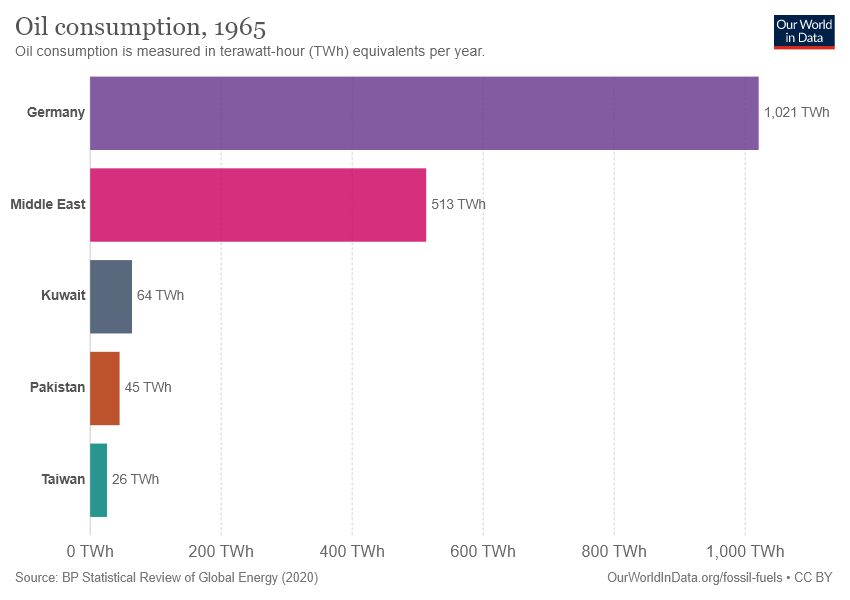 Oil consumption, 1965
Our World
in Data
Oil consumption is measured in terawatt-hour (TWh) equivalents per year.
Germany 1,021 TWh
Middle East 513 TWh
Kuwait 64 TWh
Pakistan 45 TWh
Taiwan 26 TWh
0 TWh 200 TWh 400 TWh 600 TWh 800 TWh 1,000 TWh
Source: BP Statistical Review of Global Energy (2020) OurWorldInData.org/fossil-fuels • CC BY